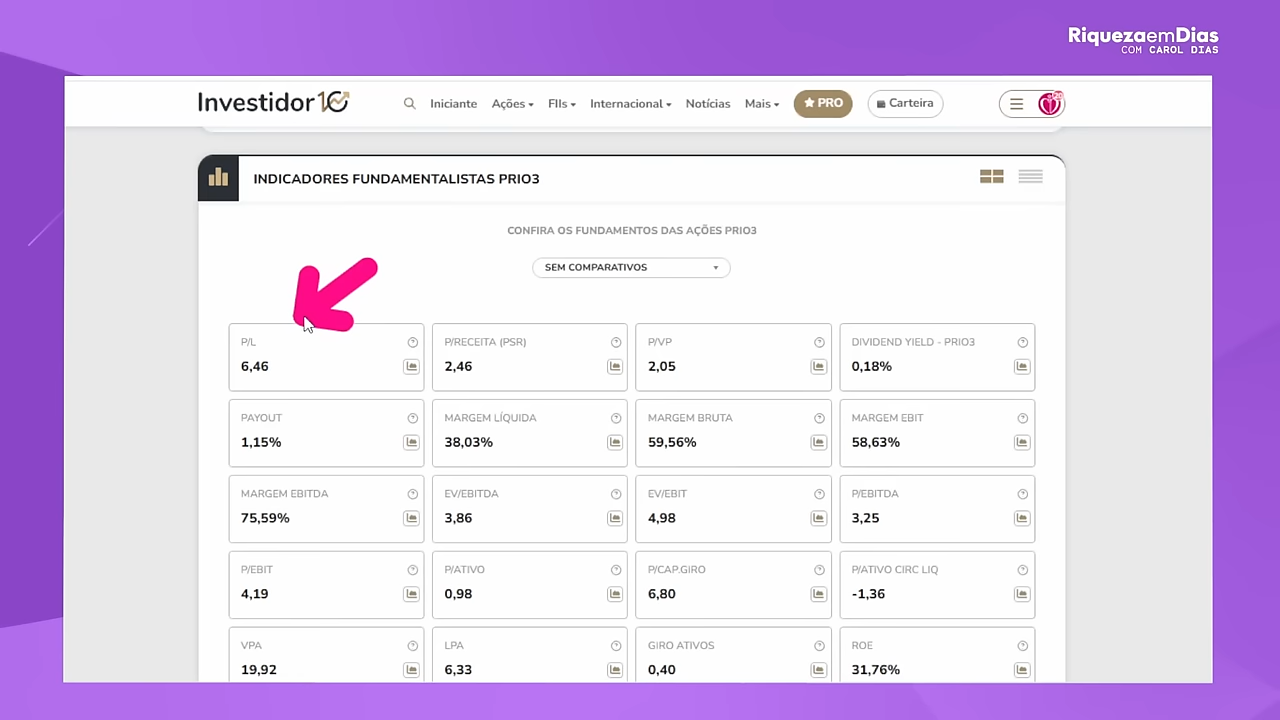 RiquezaemDias
COM CAROL DIAS
Investidor10
Iniciante Ações FIIs Internacional Notícias Mais PRO Carteira
INDICADORES FUNDAMENTALISTAS PRIO3
CONFIRA OS FUNDAMENTOS DAS AÇÕES PRIO3
SEM COMPARATIVOS
P/L P/RECEITA (PSR) P/VP DIVIDEND YIELD - PRIO3
6,46 2,46 2,05 0,18%
PAYOUT MARGEM LÍQUIDA MARGEM BRUTA MARGEM EBIT
1,15% 38,03% 59,56% 58,63%
MARGEM EBITDA EV/EBITDA EV/EBIT P/EBITDA
75,59% 3,86 4,98 3,25
P/EBIT P/ATIVO P/CAP.GIRO P/ATIVO CIRC LIQ
4,19 0,98 6,80 -1,36
VPA LPA GIRO ATIVOS ROE
19,92 6,33 0,40 31,76%